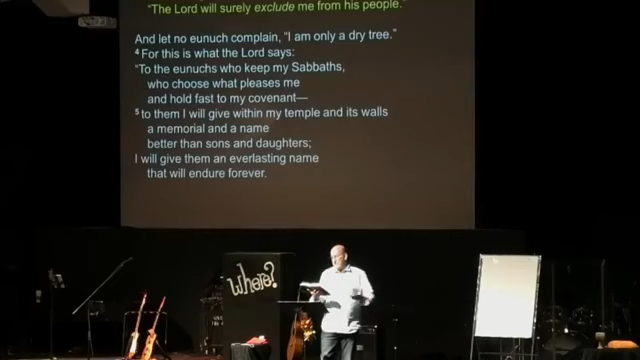 "The Lord will surely exclude me from his people."
And let no eunuch complain, "I am only a dry tree."
4 For this is what the Lord says:
"To the eunuchs who keep my Sabbaths,
who choose what pleases me
and hold fast to my covenant—
5 to them I will give within my temple and its walls
a memorial and a name
better than sons and daughters;
I will give them an everlasting name
that will endure forever.
where?